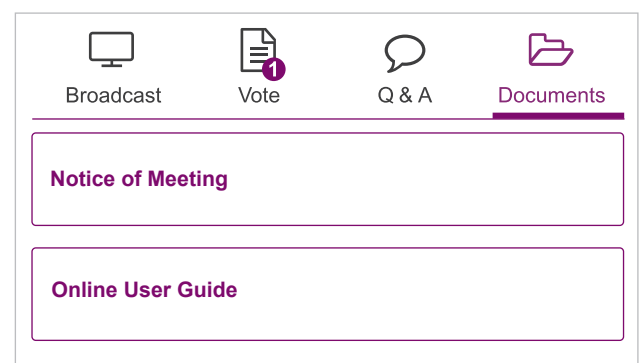 1
Broadcast Vote Q & A Documents
Notice of Meeting
Online User Guide